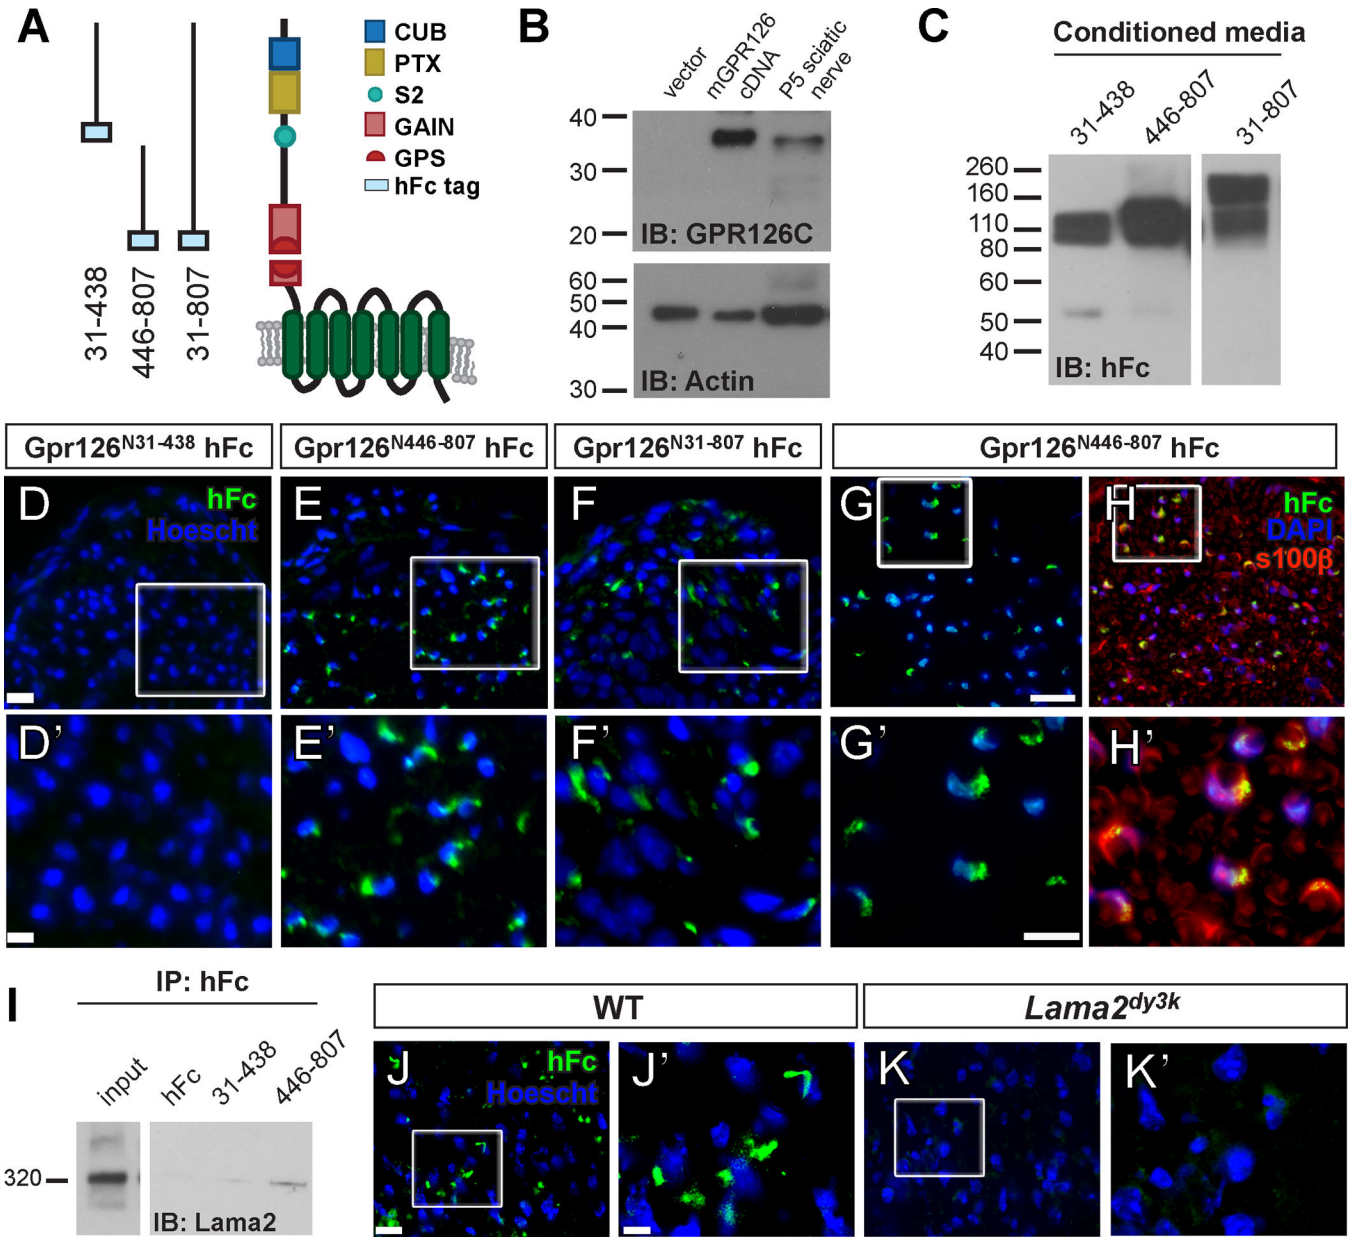 A
31-438
446-807
31-807
CUB
PTX
S2
GAIN
GPS
hFc tag
B
vector
mGPR126
cDNA
P5 sciatic
nerve
40
30
20
IB: GPR126C
60
50
40
30
IB: Actin
C
Conditioned media
31-438
446-807
31-807
260
160
110
80
60
50
40
IB: hFc
Gpr126N31-438 hFc
Gpr126N446-807 hFc
Gpr126N31-807 hFc
Gpr126N446-807 hFc
D
hFc
Hoescht
E
F
G
H
hFc
DAPI
s100β
D'
E'
F'
G'
H'
I
IP: hFc
input
hFc
31-438
446-807
320
IB: Lama2
WT
Lama2dy3k
J
hFc
Hoescht
J'
K
K'